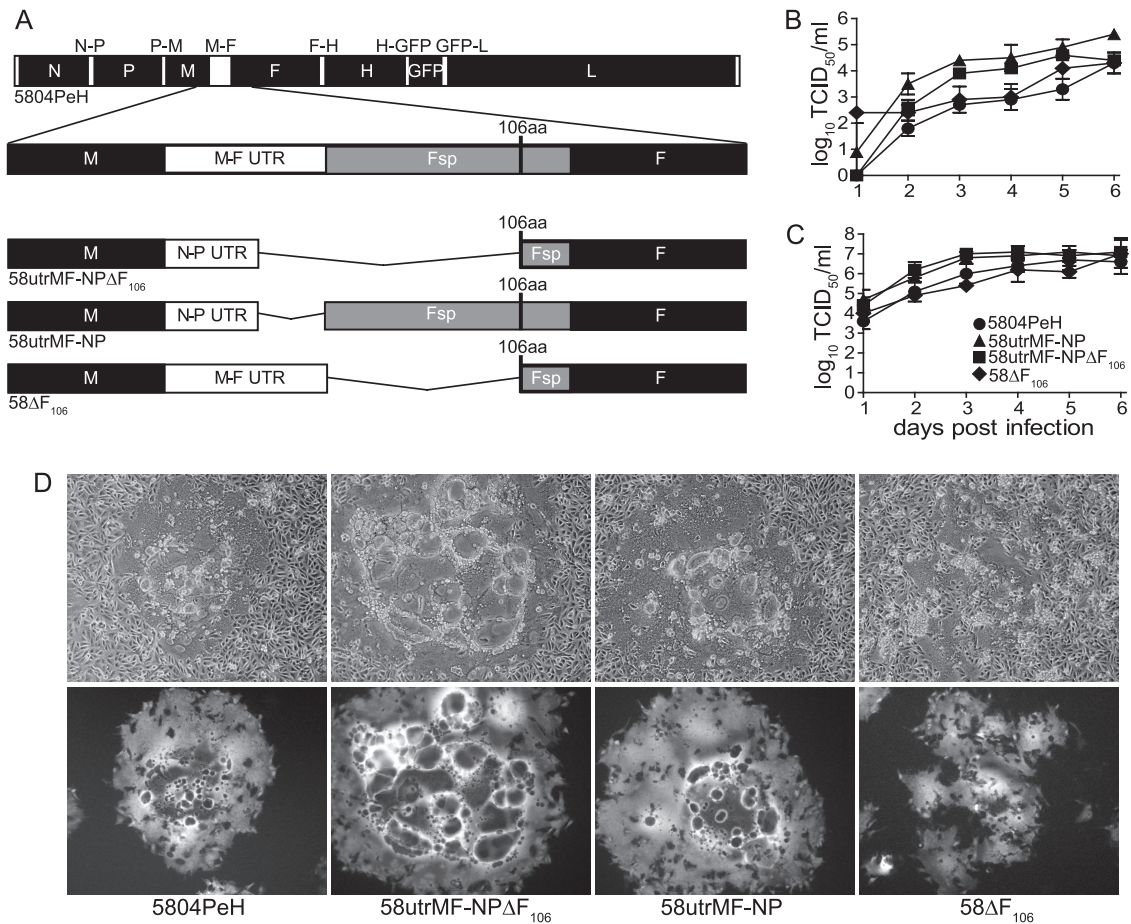 A
N-P P-M M-F F-H H-GFP GFP-L
N P M F H GFP L
5804PeH
106aa
M M-F UTR Fsp F
106aa
M N-P UTR Fsp F
58utrMF-NPΔF106
106aa
M N-P UTR Fsp F
58utrMF-NP
106aa
M M-F UTR Fsp F
58ΔF106
B
log10 TCID50/ml
6
5
4
3
2
1
0
1 2 3 4 5 6
C
log10 TCID50/ml
8
7
6
5
4
3
2
1
0
5804PeH
58utrMF-NP
58utrMF-NPΔF106
58ΔF106
1 2 3 4 5 6
days post infection
D
5804PeH 58utrMF-NPΔF106 58utrMF-NP 58ΔF106